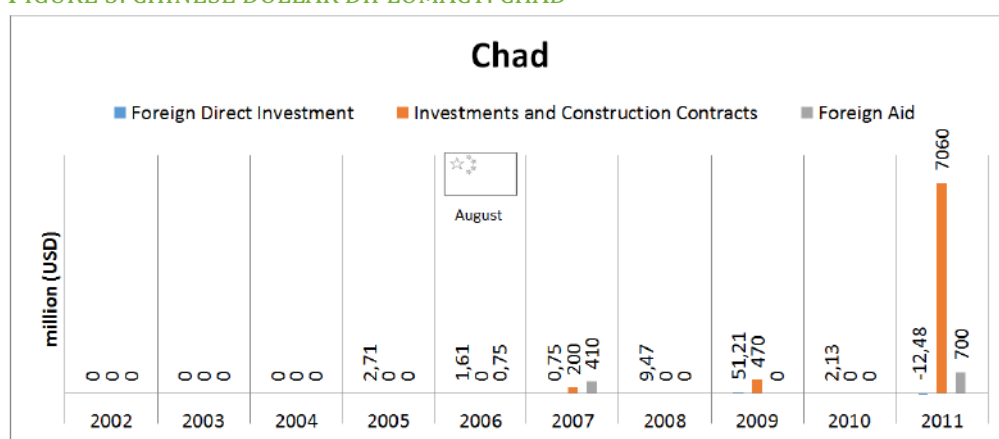 Chad
Foreign Direct Investment Investments and Construction Contracts Foreign Aid
million (USD)
August
0 0 0 0 0 0 0 0 0 2,71 0 0 1,61 0 0,75 0,75 200 410 9,47 0 0 51,21 470 0 2,13 0 0 -12,48 7060 700
2002 2003 2004 2005 2006 2007 2008 2009 2010 2011